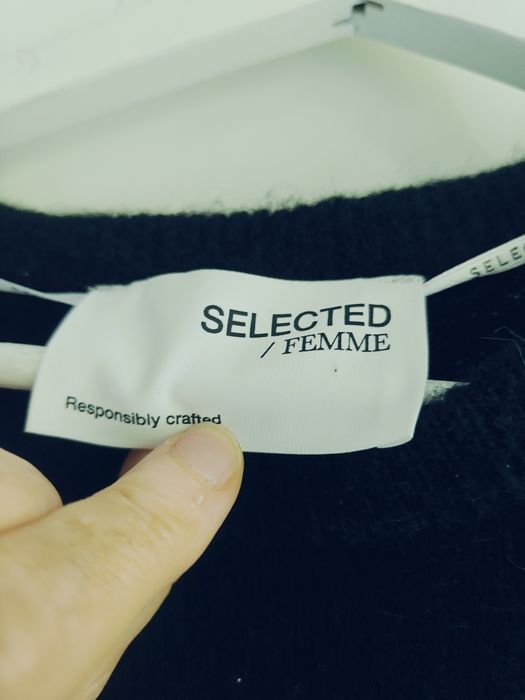 SELECTED
/ FEMME
Responsibly crafted